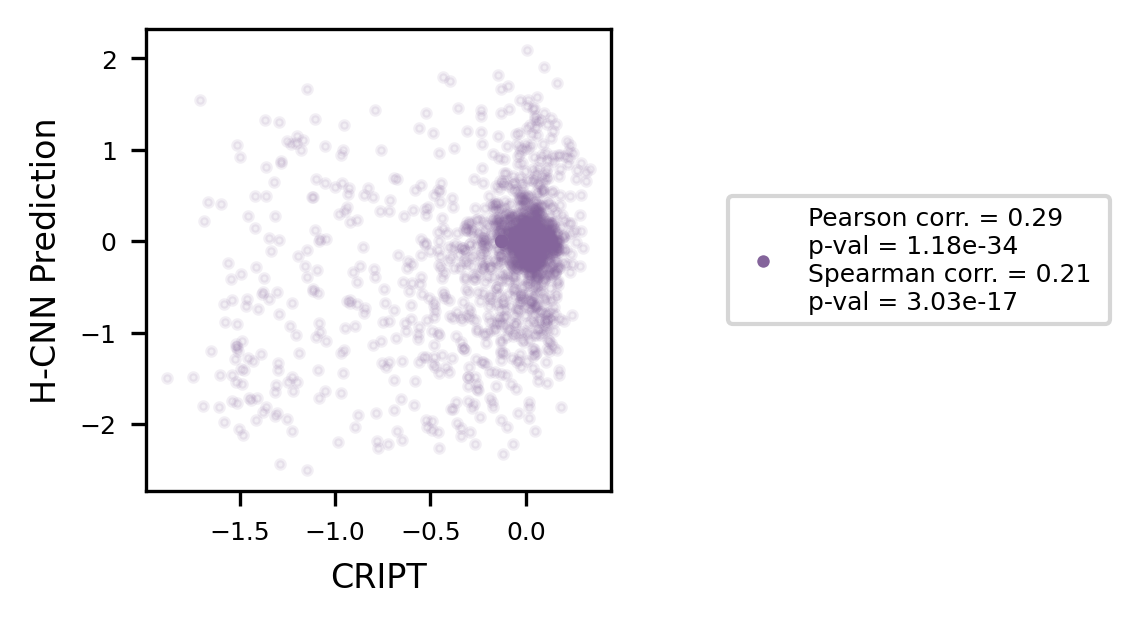 H-CNN Prediction
2
1
0
−1
−2
−1.5
−1.0
−0.5
0.0
CRIPT
Pearson corr. = 0.29
p-val = 1.18e-34
Spearman corr. = 0.21
p-val = 3.03e-17